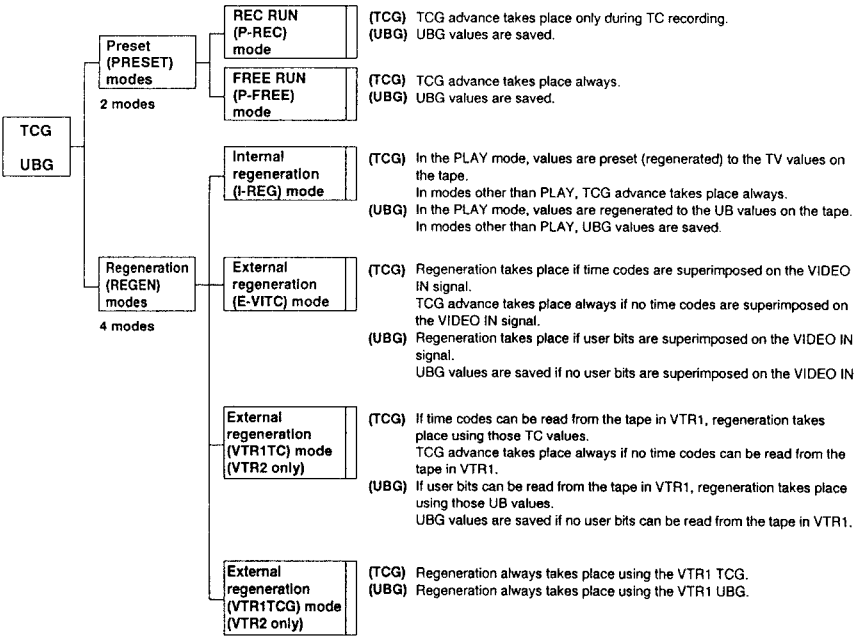 TCG
UBG
Preset
(PRESET)
modes
2 modes
REC RUN
(P-REC)
mode
(TCG) TCG advance takes place only during TC recording.
(UBG) UBG values are saved.
FREE RUN
(P-FREE)
mode
(TCG) TCG advance takes place always.
(UBG) UBG values are saved.
Regeneration
(REGEN)
modes
4 modes
Internal
regeneration
(I-REG) mode
(TCG) In the PLAY mode, values are preset (regenerated) to the TV values on
the tape.
In modes other than PLAY, TCG advance takes place always.
(UBG) In the PLAY mode, values are regenerated to the UB values on the tape.
In modes other than PLAY, UBG values are saved.
External
regeneration
(E-VITC) mode
(TCG) Regeneration takes place if time codes are superimposed on the VIDEO
IN signal.
TCG advance takes place always if no time codes are superimposed on
the VIDEO IN signal.
(UBG) Regeneration takes place if user bits are superimposed on the VIDEO IN
signal.
UBG values are saved if no user bits are superimposed on the VIDEO IN
External
regeneration
(VTR1TC) mode
(VTR2 only)
(TCG) If time codes can be read from the tape in VTR1, regeneration takes
place using those TC values.
TCG advance takes place always if no time codes can be read from the
tape in VTR1.
(UBG) If user bits can be read from the tape in VTR1, regeneration takes place
using those UB values.
UBG values are saved if no user bits can be read from the tape in VTR1.
External
regeneration
(VTR1TCG) mode
(VTR2 only)
(TCG) Regeneration always takes place using the VTR1 TCG.
(UBG) Regeneration always takes place using the VTR1 UBG.